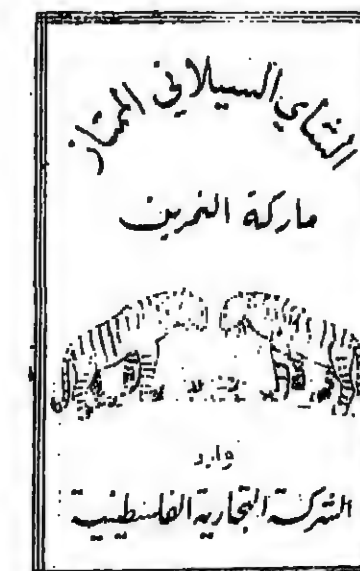 الشاي السيلاني الممتاز
ماركة النمرين
وارد
الشركة التجارية الفلسطينية